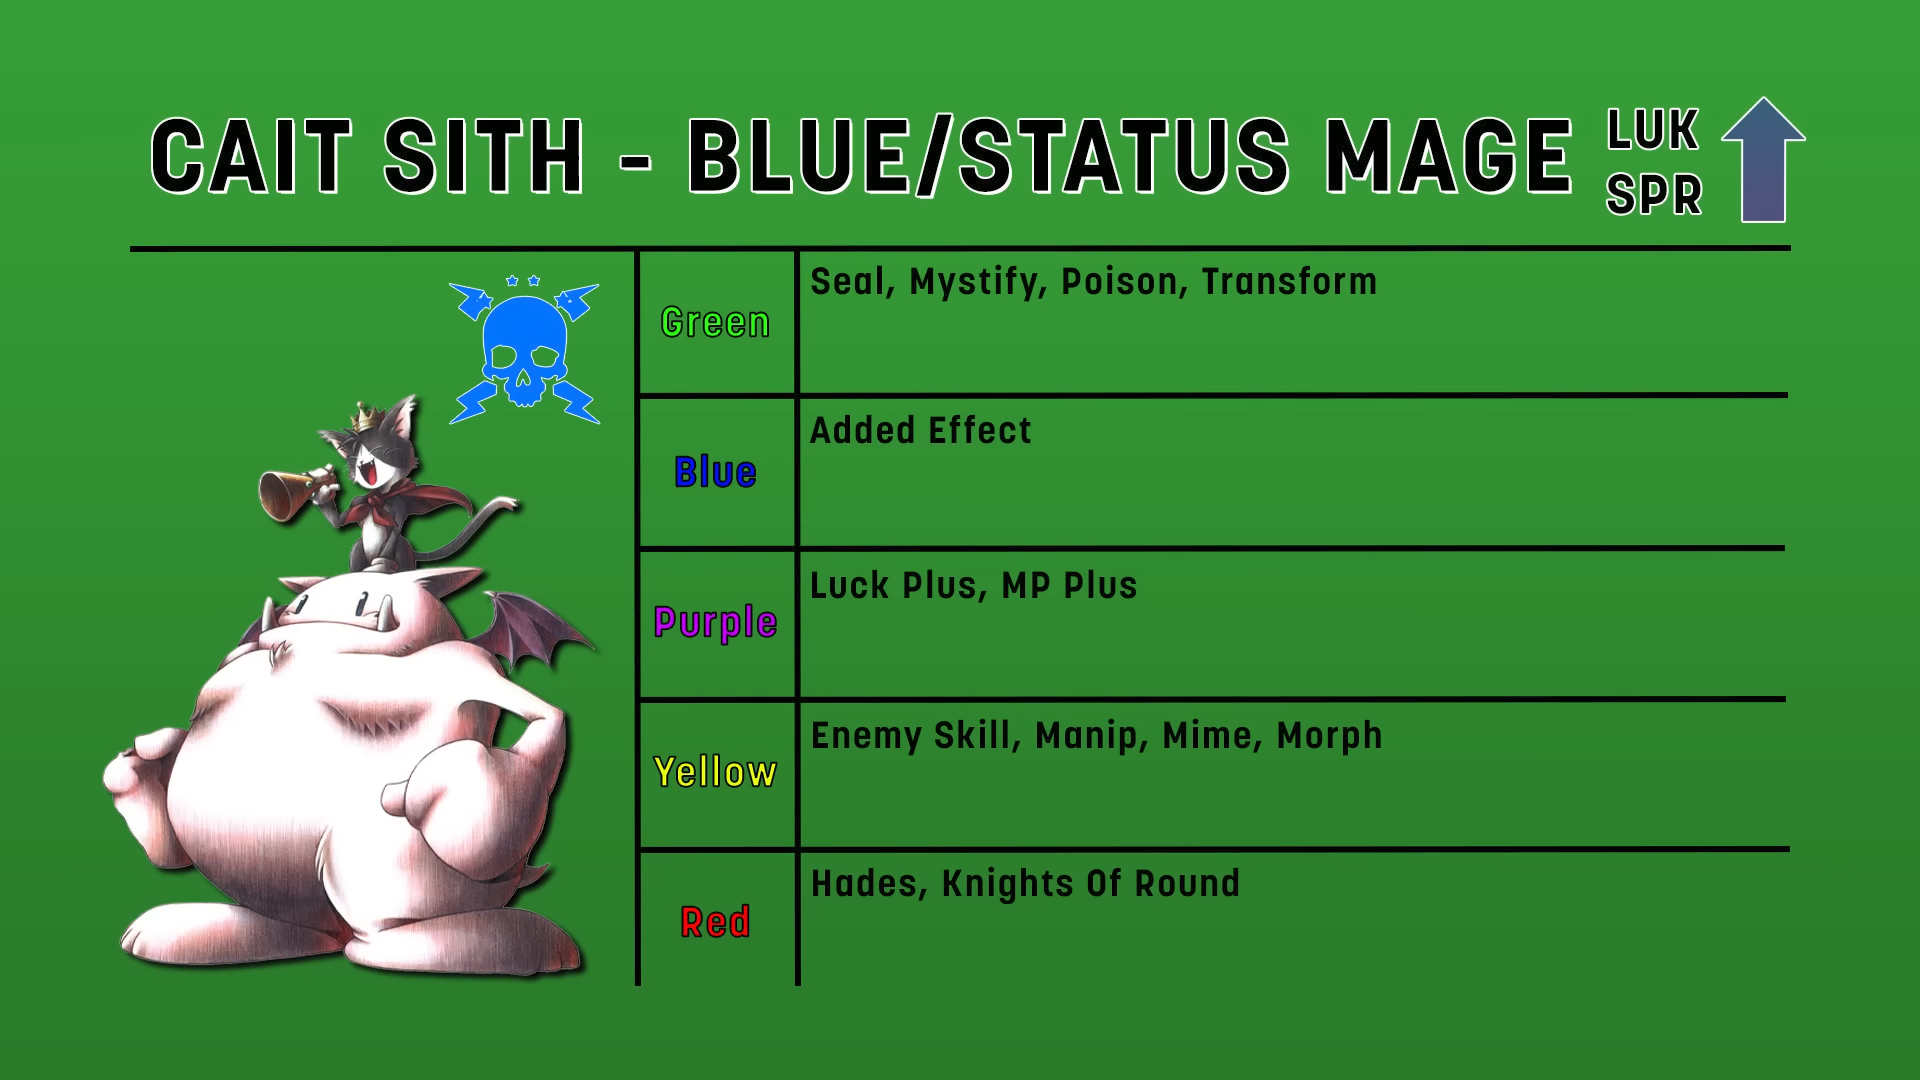 CAIT SITH - BLUE/STATUS MAGE
LUK
SPR
Green
Seal, Mystify, Poison, Transform
Blue
Added Effect
Purple
Luck Plus, MP Plus
Yellow
Enemy Skill, Manip, Mime, Morph
Red
Hades, Knights Of Round